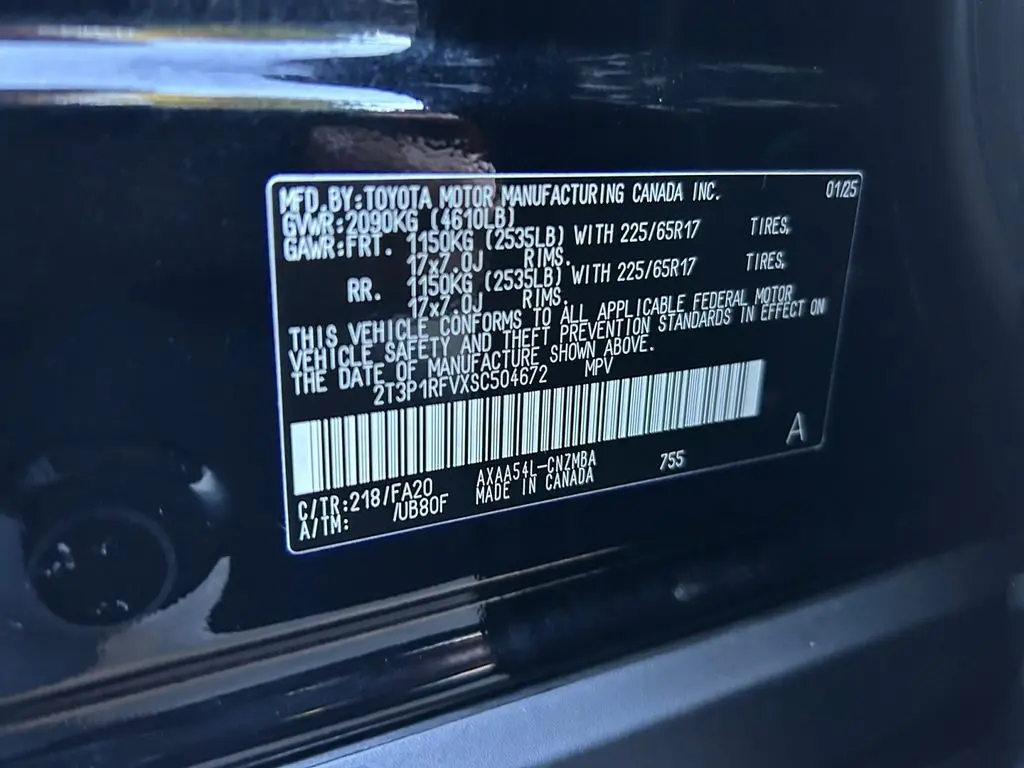 MFD.BY:TOYOTA MOTOR MANUFACTURING CANADA INC. 01/25
GVWR:2090KG (4610LB)
GAWR:FRT. 1150KG (2535LB) WITH 225/65R17 TIRES,
17x7.0J RIMS.
RR. 1150KG (2535LB) WITH 225/65R17 TIRES,
17x7.0J RIMS.
THIS VEHICLE CONFORMS TO ALL APPLICABLE FEDERAL MOTOR
VEHICLE SAFETY AND THEFT PREVENTION STANDARDS IN EFFECT ON
THE DATE OF MANUFACTURE SHOWN ABOVE.
2T3P1RFVXSC504672 MPV
A
C/TR:218/FA20 AXAA54L-CNZMBA 755
A/TM: /UB80F MADE IN CANADA